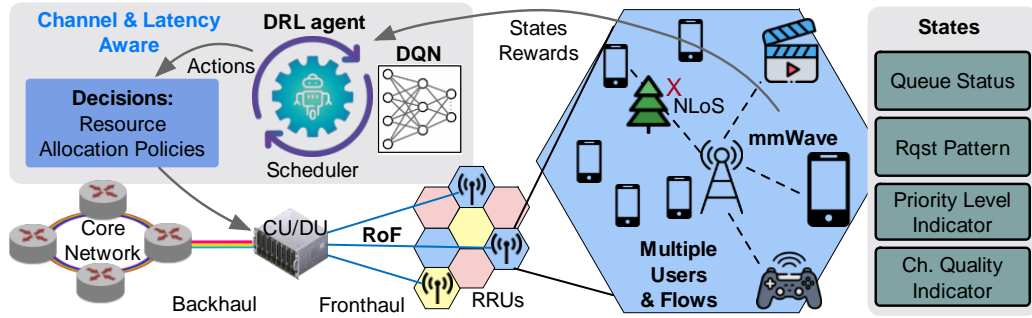 Channel & Latency
Aware
DRL agent
DQN
Actions
Decisions:
Resource
Allocation Policies
Scheduler
States
Rewards
X
NLoS
mmWave
Multiple
Users
& Flows
Core
Network
CU/DU
RoF
Backhaul
Fronthaul
RRUs
States
Queue Status
Rqst Pattern
Priority Level
Indicator
Ch. Quality
Indicator